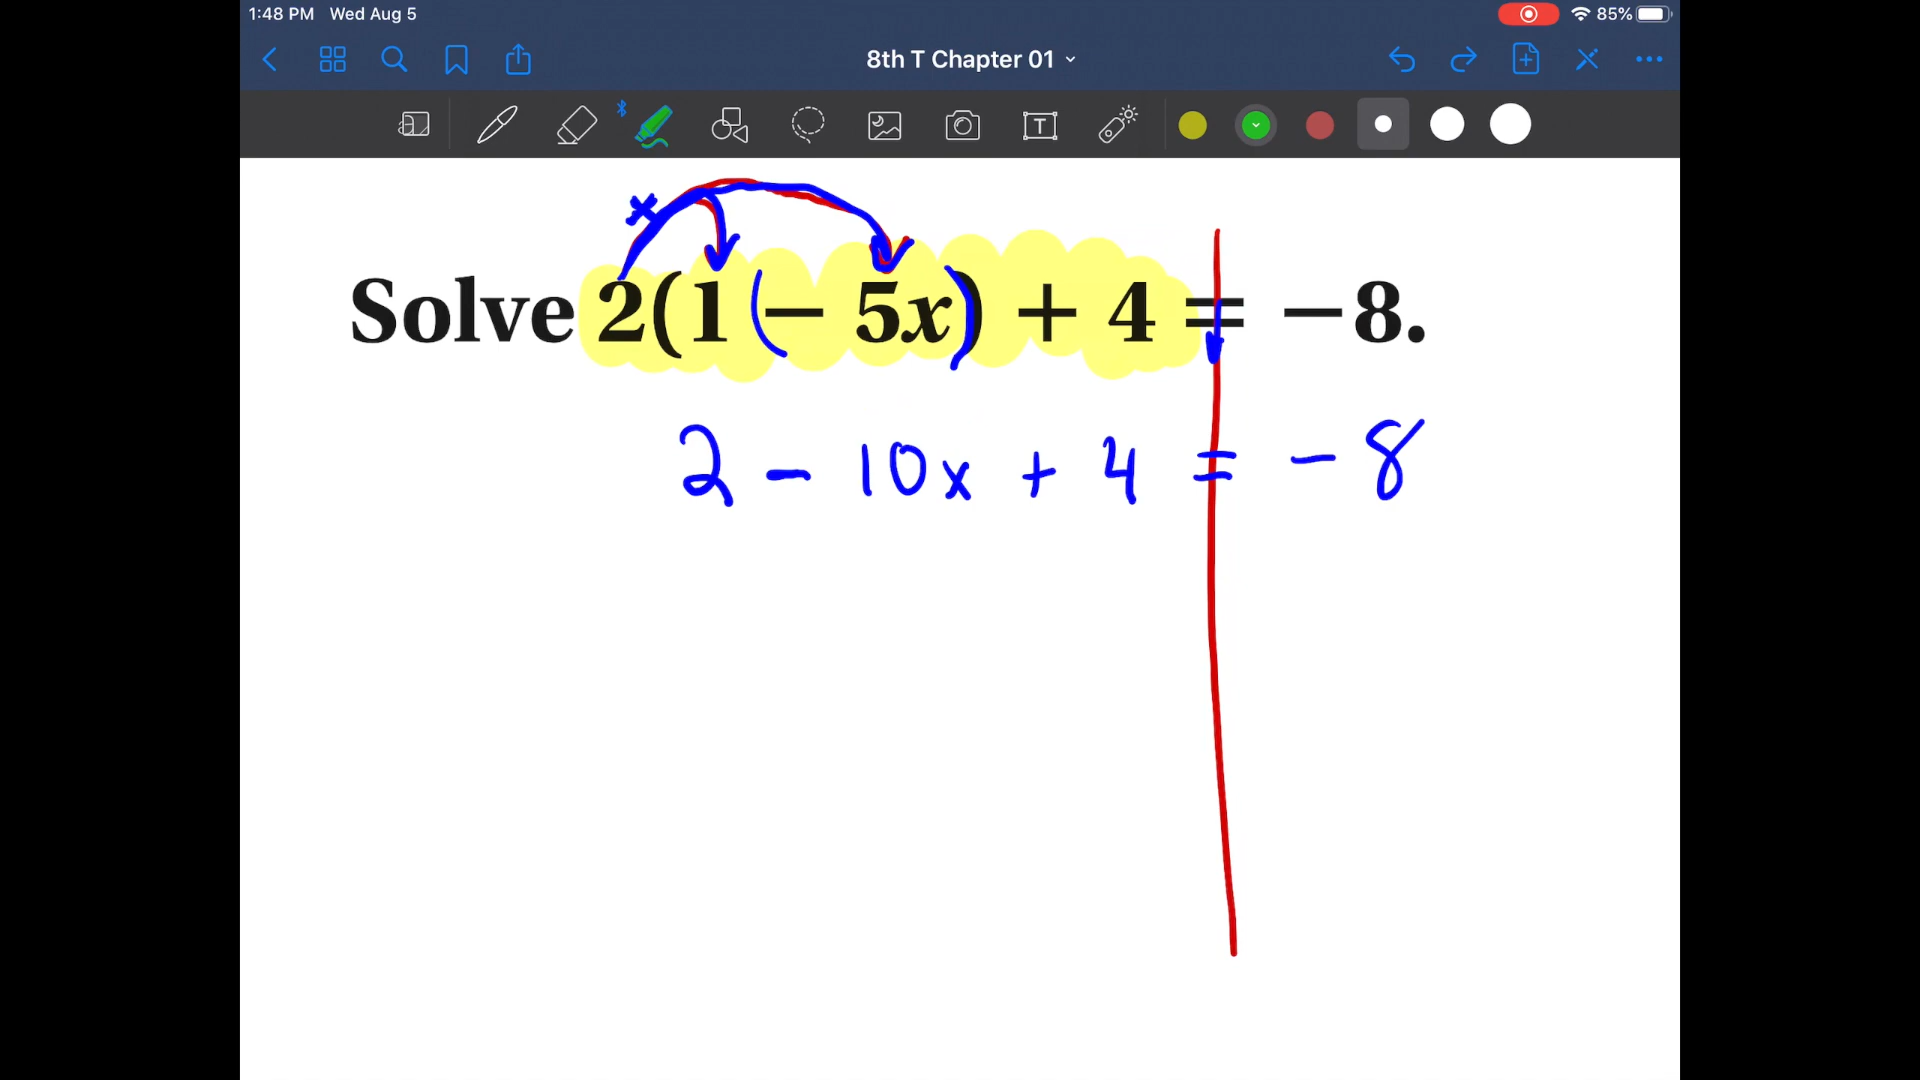 1:48 PM Wed Aug 5
85%
8th T Chapter 01
Solve 2(1 (− 5x)) + 4 = −8.
2 − 10x + 4 = − 8